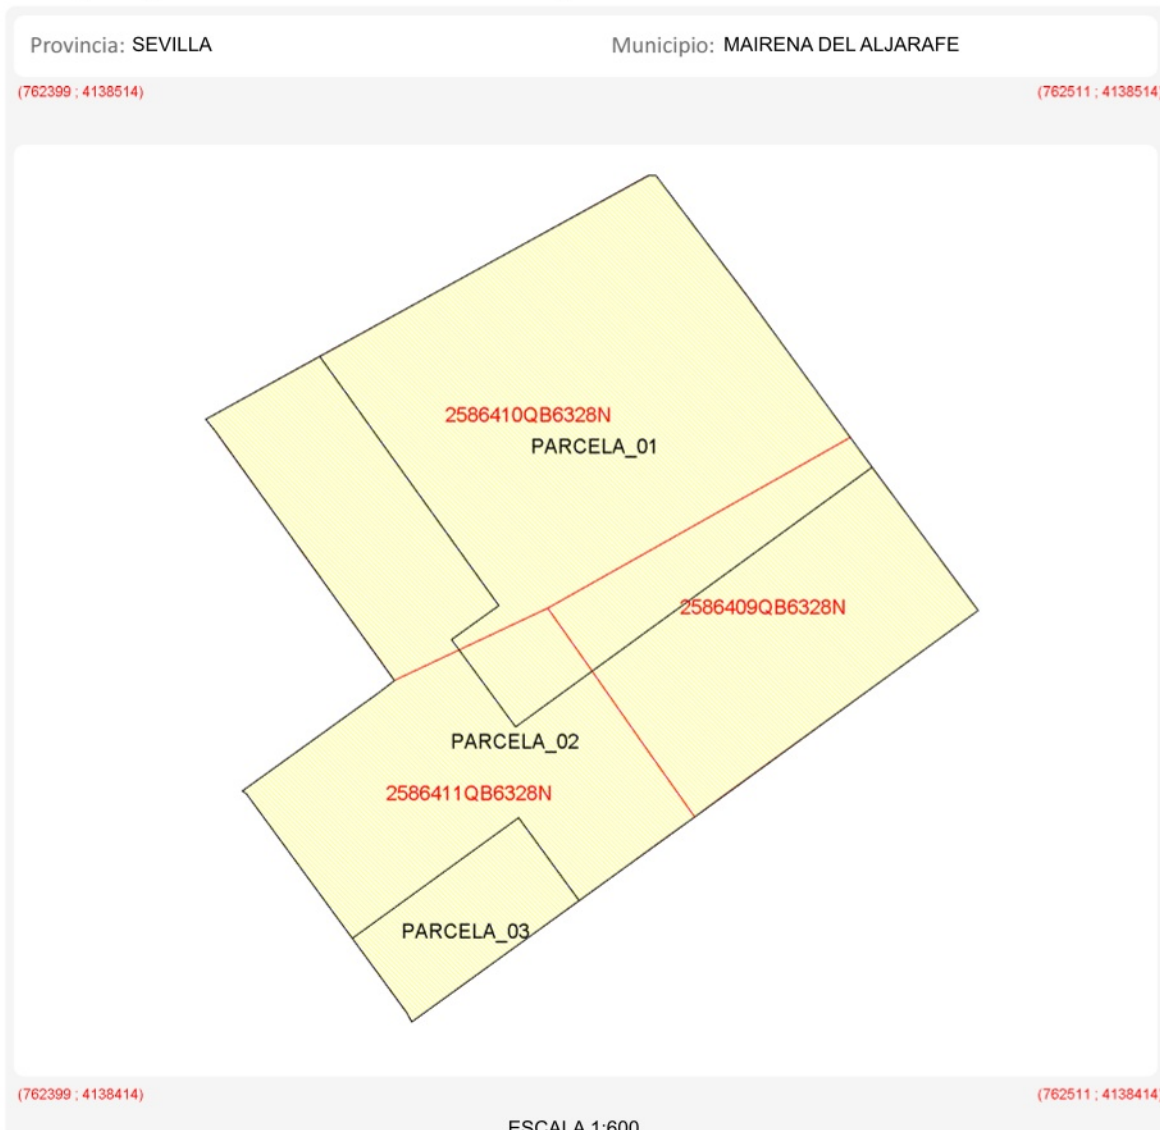 Provincia: SEVILLA Municipio: MAIRENA DEL ALJARAFE
(762399 ; 4138514) (762511 ; 4138514)
2586410QB6328N
PARCELA_01
2586409QB6328N
PARCELA_02
2586411QB6328N
PARCELA_03
(762399 ; 4138414) (762511 ; 4138414)
ESCALA 1:600